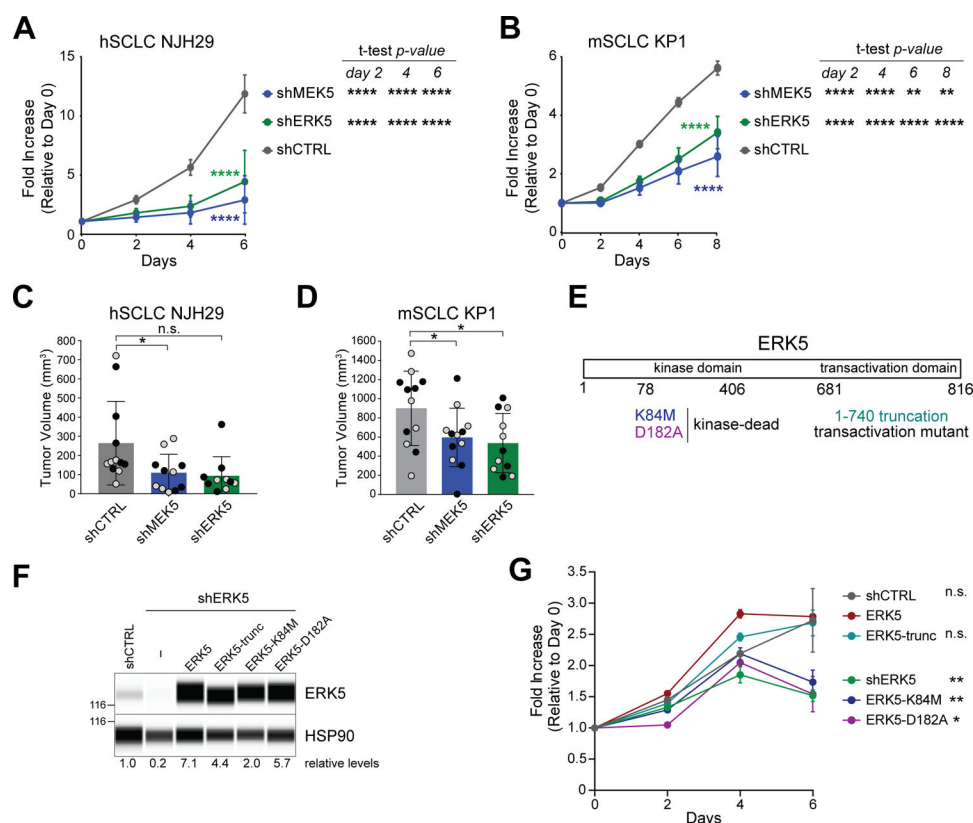 A
hSCLC NJH29
t-test p-value
day 2 4 6
shMEK5 **** **** ****
shERK5 **** **** ****
shCTRL
Fold Increase
(Relative to Day 0)
15
10
5
0
****
****
0 2 4 6
Days
B
mSCLC KP1
t-test p-value
day 2 4 6 8
shMEK5 **** **** ** **
shERK5 **** **** **** ****
shCTRL
Fold Increase
(Relative to Day 0)
6
4
2
0
****
****
0 2 4 6 8
Days
C
hSCLC NJH29
n.s.
*
Tumor Volume (mm³)
800
700
600
500
400
300
200
100
0
shCTRL
shMEK5
shERK5
D
mSCLC KP1
*
*
Tumor Volume (mm³)
1600
1400
1200
1000
800
600
400
200
0
shCTRL
shMEK5
shERK5
E
ERK5
kinase domain transactivation domain
1 78 406 681 816
K84M
D182A
kinase-dead
1-740 truncation
transactivation mutant
F
shERK5
shCTRL
–
ERK5
ERK5-trunc
ERK5-K84M
ERK5-D182A
ERK5
116
116
HSP90
1.0 0.2 7.1 4.4 2.0 5.7 relative levels
G
Fold Increase
(Relative to Day 0)
3.5
3.0
2.5
2.0
1.5
1.0
0.5
0
shCTRL n.s.
ERK5
ERK5-trunc n.s.
shERK5 **
ERK5-K84M **
ERK5-D182A *
0 2 4 6
Days